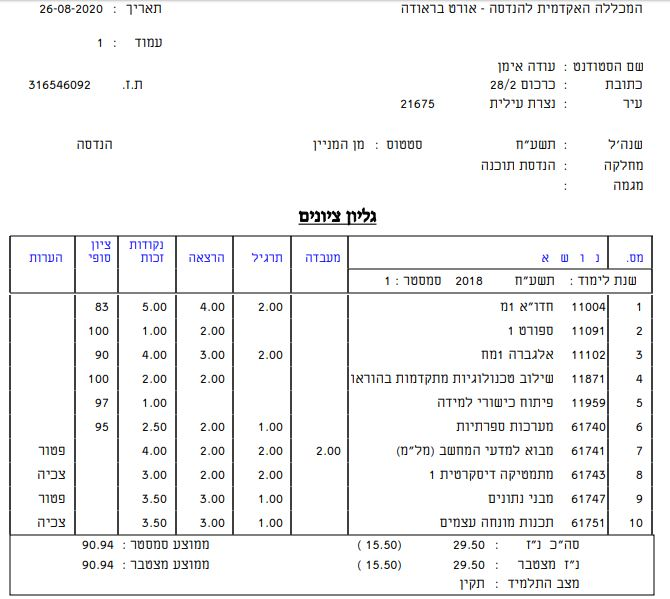 המכללה האקדמית להנדסה - אורט בראודה תאריך : 26-08-2020
עמוד : 1
שם הסטודנט : עודה אימן
כתובת : כרכום 28/2 ת.ז. 316546092
עיר : נצרת עילית 21675
שנה'ל : תשע"ח סטטוס : מן המניין הנדסה
מחלקה : הנדסת תוכנה
מגמה :
גליון ציונים
מס. נ ו ש א מעבדה תרגיל הרצאה נקודות זכות ציון סופי הערות
שנת לימוד : תשע"ח 2018 סמסטר : 1
1 11004 חדו"א 1מ 2.00 4.00 5.00 83
2 11091 ספורט 1 2.00 1.00 100
3 11102 אלגברה 1מח 2.00 3.00 4.00 90
4 11871 שילוב טכנולוגיות מתקדמות בהוראו 2.00 2.00 100
5 11959 פיתוח כישורי למידה 1.00 97
6 61740 מערכות ספרתיות 1.00 2.00 2.50 95
7 61741 מבוא למדעי המחשב (מל"מ) 2.00 2.00 2.00 4.00 פטור
8 61743 מתמטיקה דיסקרטית 1 2.00 2.00 3.00 צכיה
9 61747 מבני נתונים 1.00 3.00 3.50 פטור
10 61751 תכנות מונחה עצמים 1.00 3.00 3.50 צכיה
סה"כ נ"ז : 29.50 (15.50 ) ממוצע סמסטר : 90.94
נ"ז מצטבר : 29.50 (15.50 ) ממוצע מצטבר : 90.94
מצב התלמיד : תקין